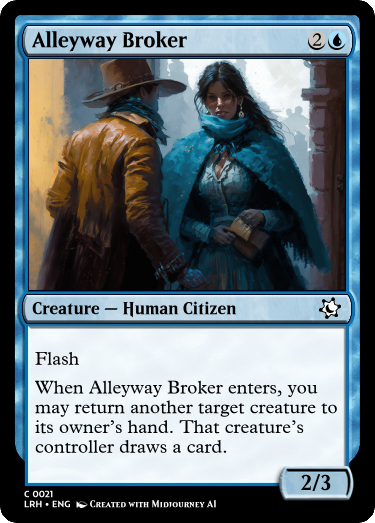 Alleyway Broker 2
Creature — Human Citizen
Flash
When Alleyway Broker enters, you
may return another target creature to
its owner's hand. That creature's
controller draws a card.
2/3
C 0021
LRH • ENG Created with Midjourney AI